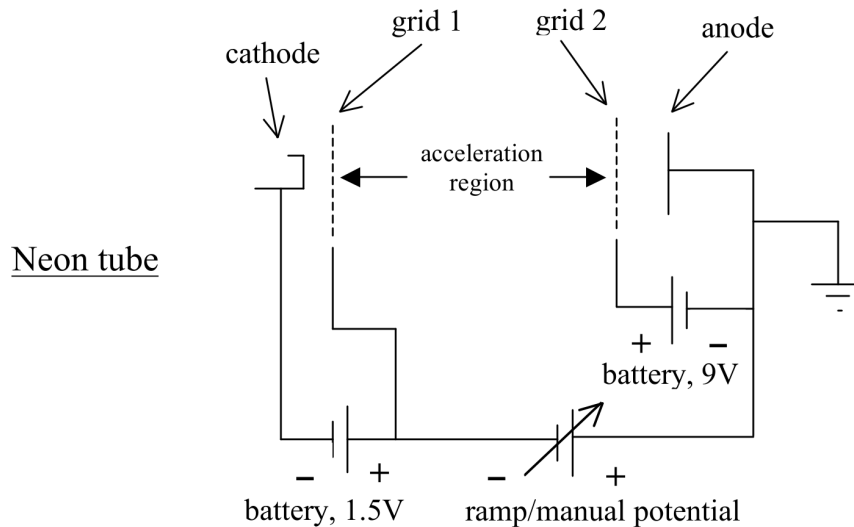 grid 1
grid 2
anode
cathode
acceleration
region
Neon tube
+ −
battery, 9V
− +
− +
battery, 1.5V
ramp/manual potential